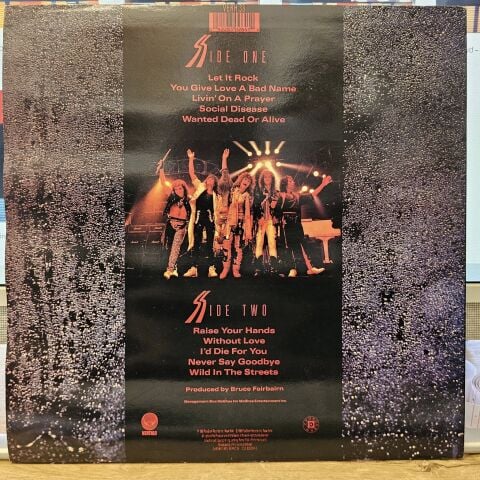 SIDE ONE
Let It Rock
You Give Love A Bad Name
Livin' On A Prayer
Social Disease
Wanted Dead Or Alive
SIDE TWO
Raise Your Hands
Without Love
I'd Die For You
Never Say Goodbye
Wild In The Streets
Produced by Bruce Fairbairn
VERTIGO